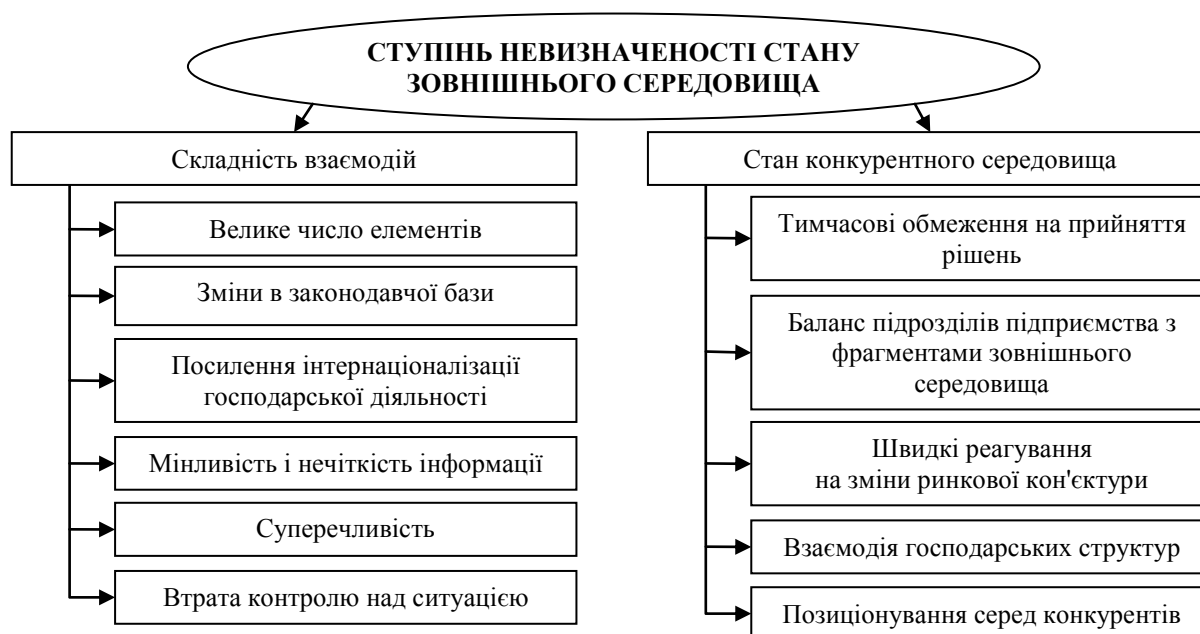 СТУПІНЬ НЕВИЗНАЧЕНОСТІ СТАНУ
ЗОВНІШНЬОГО СЕРЕДОВИЩА
Складність взаємодій
Велике число елементів
Зміни в законодавчої бази
Посилення інтернаціоналізації
господарської діяльності
Мінливість і нечіткість інформації
Суперечливість
Втрата контролю над ситуацією
Стан конкурентного середовища
Тимчасові обмеження на прийняття
рішень
Баланс підрозділів підприємства з
фрагментами зовнішнього
середовища
Швидкі реагування
на зміни ринкової кон'єктури
Взаємодія господарських структур
Позиціонування серед конкурентів